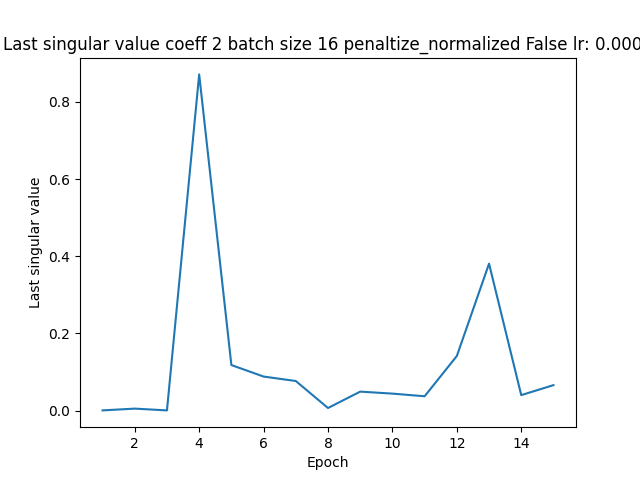 Last singular value coeff 2 batch size 16 penaltize_normalized False lr: 0.000
0.8
0.6
0.4
0.2
0.0
Last singular value
2 4 6 8 10 12 14
Epoch